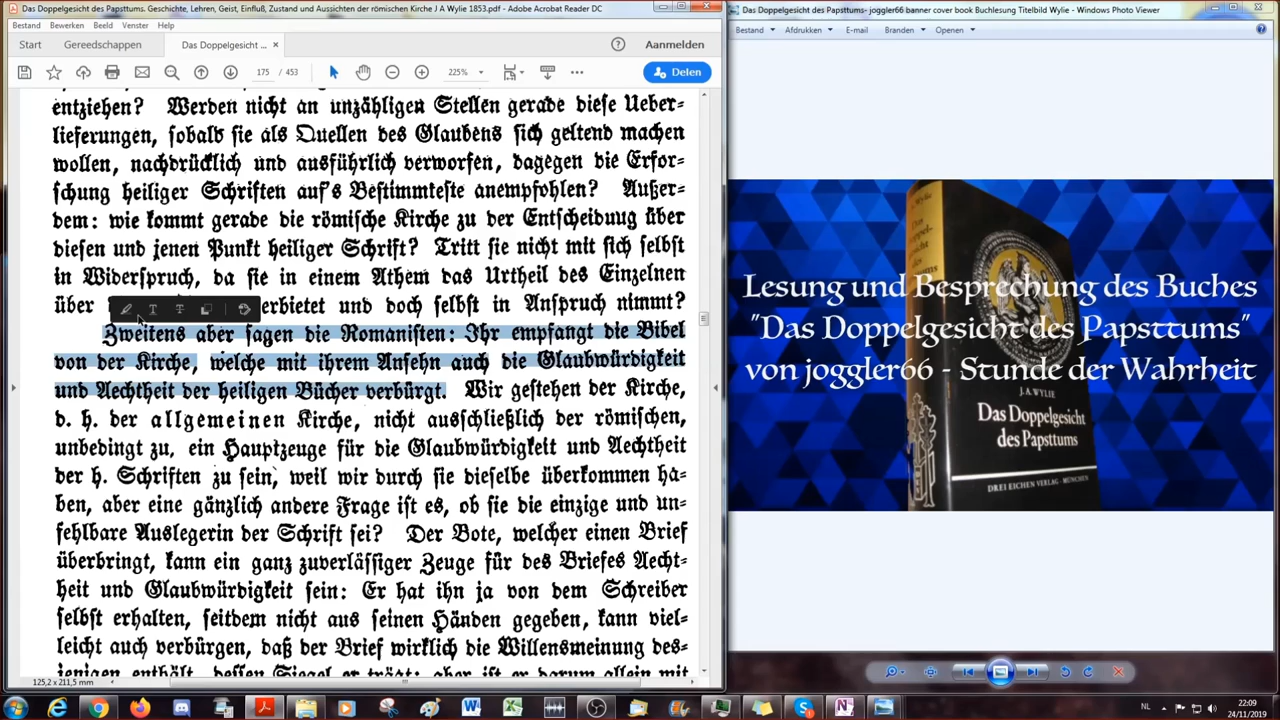 Das Doppelgesicht des Papsttums. Geschichte, Lehren, Geist, Einfluß, Zustand und Aussichten der römischen Kirche J A Wylie 1853.pdf - Adobe Acrobat Reader DC
Bestand Bewerken Beeld Venster Help
Start Gereedschappen Das Doppelgesicht ... × Anmelden
175 / 453 225% Delen
entziehen? Werden nicht an unzähligen Stellen gerade diese Ueber-
lieferungen, sobald sie als Quellen des Glaubens sich geltend machen
wollen, nachdrücklich und ausführlich verworfen, dagegen die Erfor-
schung heiliger Schriften auf's Bestimmteste anempfohlen? Außer-
dem: wie kommt gerade die römische Kirche zu der Entscheiduug über
diesen und jenen Punkt heiliger Schrift? Tritt sie nicht mit sich selbst
in Widerspruch, da sie in einem Athem das Urtheil des Einzelnen
über erbietet und doch selbst in Anspruch nimmt?
Zweitens aber sagen die Romanisten: Ihr empfangt die Bibel
von der Kirche, welche mit ihrem Ansehn auch die Glaubwürdigkeit
und Aechtheit der heiligen Bücher verbürgt. Wir gestehen der Kirche,
d. h. der allgemeinen Kirche, nicht ausschließlich der römischen,
unbedingt zu, ein Hauptzeuge für die Glaubwürdigkeit und Aechtheit
der h. Schriften zu sein, weil wir durch sie dieselbe überkommen ha-
ben, aber eine gänzlich andere Frage ist es, ob sie die einzige und un-
fehlbare Auslegerin der Schrift sei? Der Bote, welcher einen Brief
überbringt, kann ein ganz zuverlässiger Zeuge für des Briefes Aecht-
heit und Glaubwürdigkeit sein: Er hat ihn ja von dem Schreiber
selbst erhalten, seitdem nicht aus seinen Händen gegeben, kann viel-
leicht auch verbürgen, daß der Brief wirklich die Willensmeinung des-
jenigen enthält, dessen Siegel er trägt; aber ist er darum allein mit
125,2 x 211,5 mm
Das Doppelgesicht des Papsttums- joggler66 banner cover book Buchlesung Titelbild Wylie - Windows Photo Viewer
Bestand Afdrukken E-mail Branden Openen
Lesung und Besprechung des Buches
"Das Doppelgesicht des Papsttums"
von joggler66 - Stunde der Wahrheit
J.A. WYLIE
Das Doppelgesicht
des Papsttums
DREI EICHEN VERLAG - MÜNCHEN
NL 22:09
24/11/2019